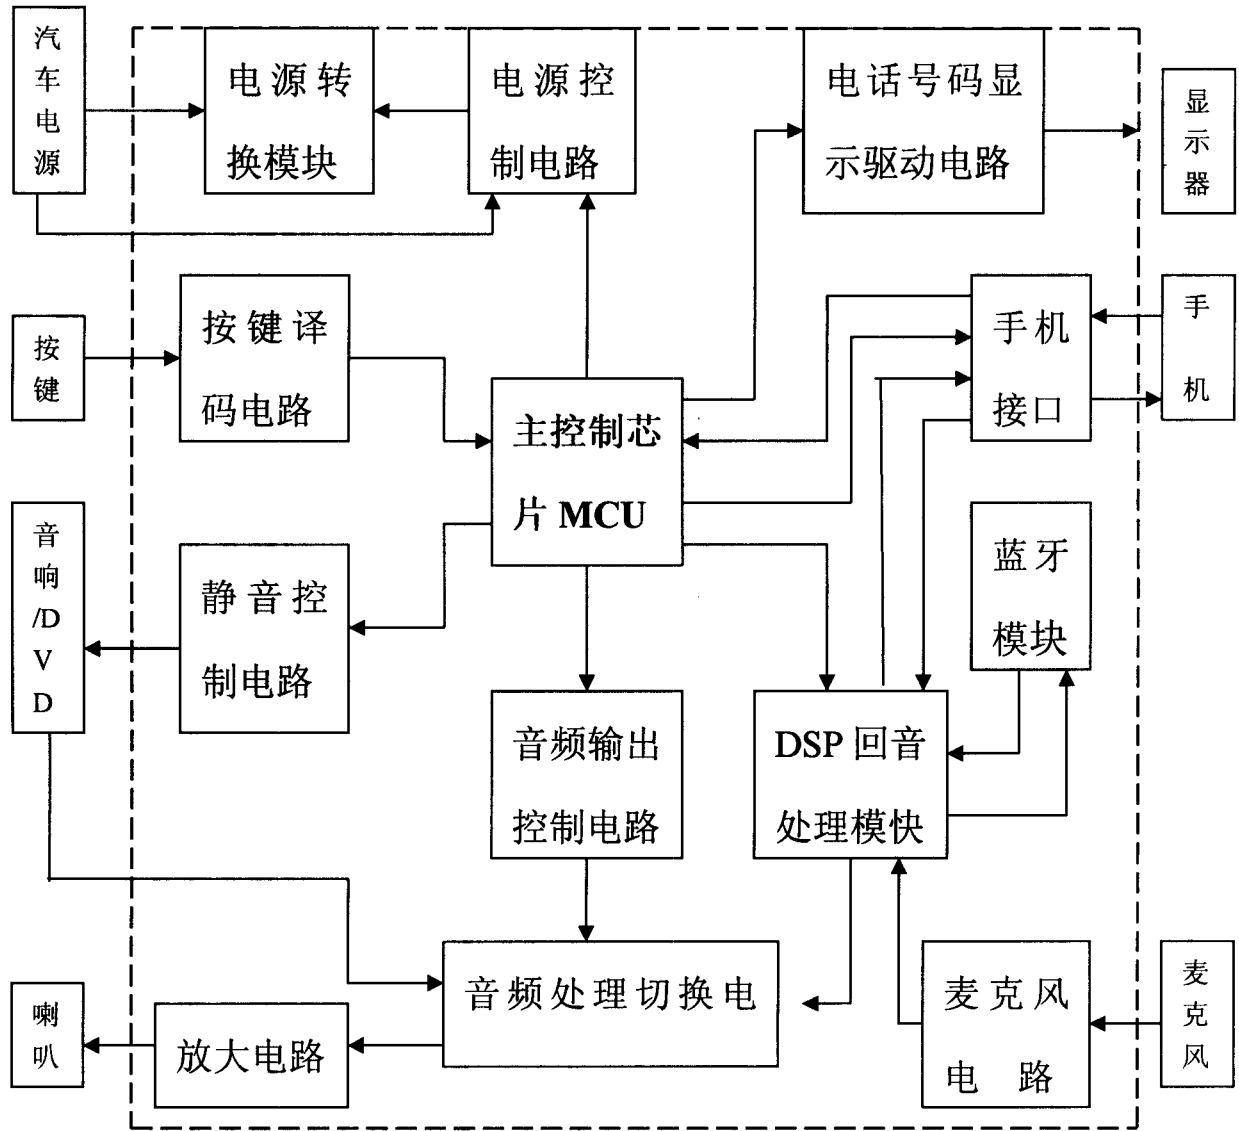 汽
车
电
源
电源转
换模块
电源控
制电路
电话号码显
示驱动电路
显
示
器
按
键
按键译
码电路
主控制芯
片 MCU
手机
接口
手
机
音
响
/D
V
D
静音控
制电路
蓝牙
模块
音频输出
控制电路
DSP 回音
处理模快
音频处理切换电
喇
叭
放大电路
麦克风
电 路
麦
克
风